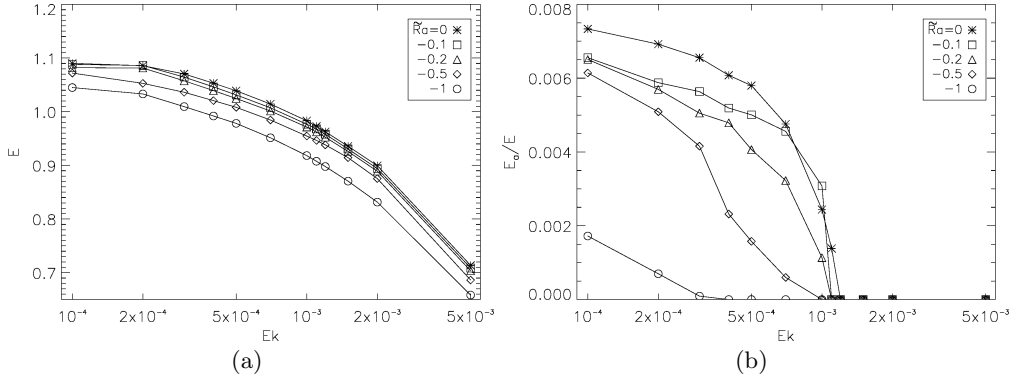 1.2
1.1
1.0
0.9
0.8
0.7
E
R̃a=0
−0.1
−0.2
−0.5
−1
10⁻⁴ 2x10⁻⁴ 5x10⁻⁴ 10⁻³ 2x10⁻³ 5x10⁻³
Ek
(a)
0.008
0.006
0.004
0.002
0.000
Eₐ/E
R̃a=0
−0.1
−0.2
−0.5
−1
10⁻⁴ 2x10⁻⁴ 5x10⁻⁴ 10⁻³ 2x10⁻³ 5x10⁻³
Ek
(b)